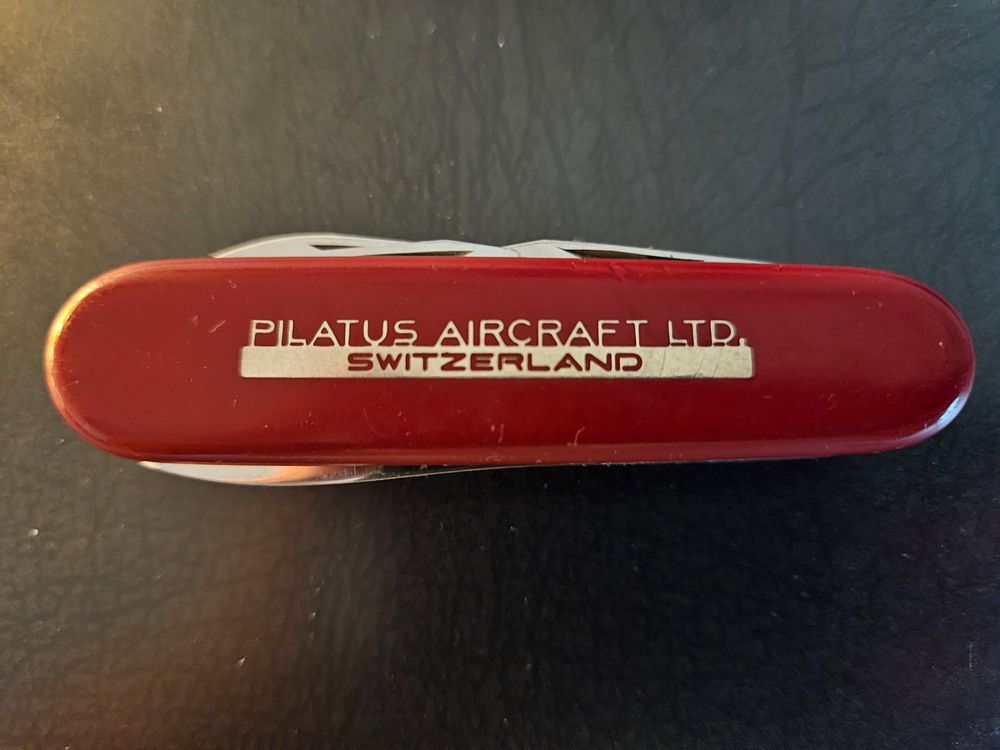 PILATUS AIRCRAFT LTD.
SWITZERLAND